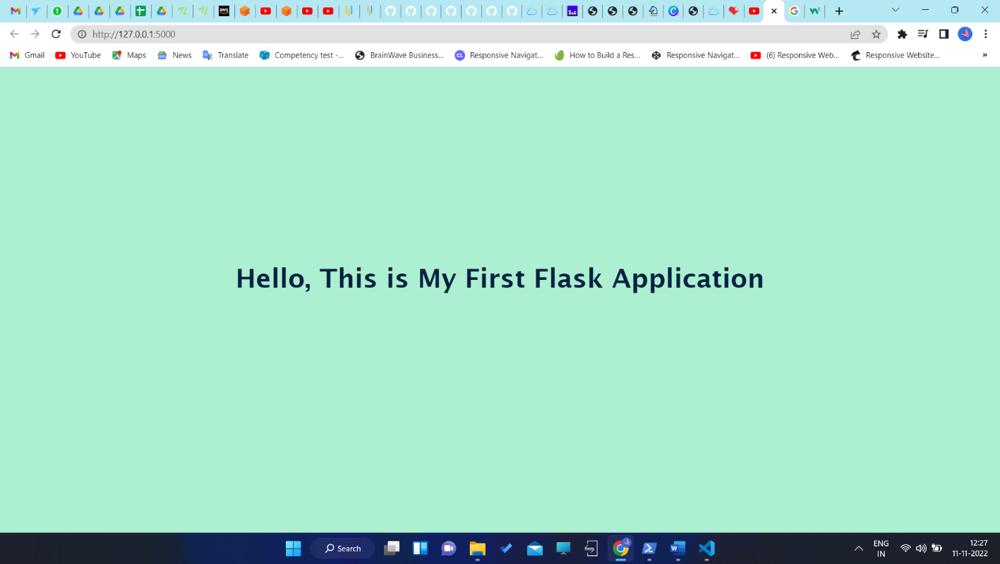 1
aws
http://127.0.0.1:5000
Gmail
YouTube
Maps
News
Translate
Competency test -...
BrainWave Business...
Responsive Navigat...
How to Build a Res...
Responsive Navigat...
(6) Responsive Web...
Responsive Website...
»
Hello, This is My First Flask Application
Search
ENG
IN
12:27
11-11-2022